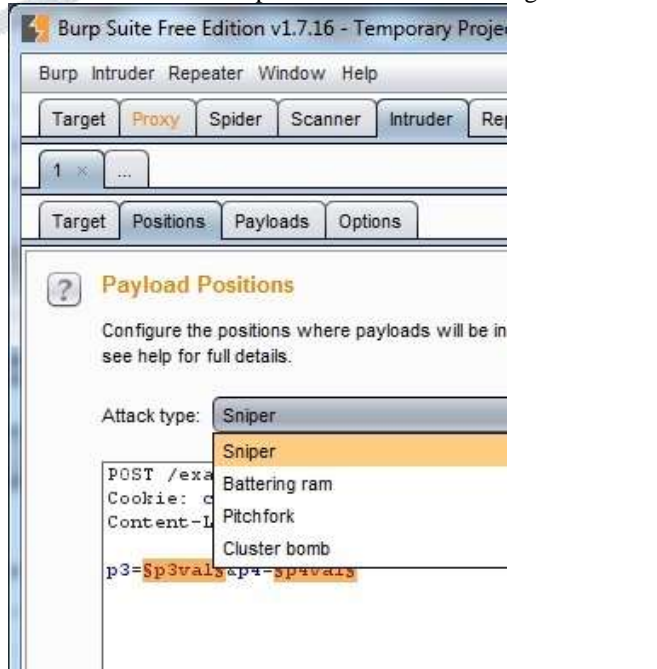 Burp Suite Free Edition v1.7.16 - Temporary Proje
Burp Intruder Repeater Window Help
Target Proxy Spider Scanner Intruder Re
1 × ...
Target Positions Payloads Options
? Payload Positions
Configure the positions where payloads will be in
see help for full details.
Attack type: Sniper
Sniper
Battering ram
Pitchfork
Cluster bomb
POST /exa
Cookie: c
Content-L
p3=§p3val§&p4=§p4val§